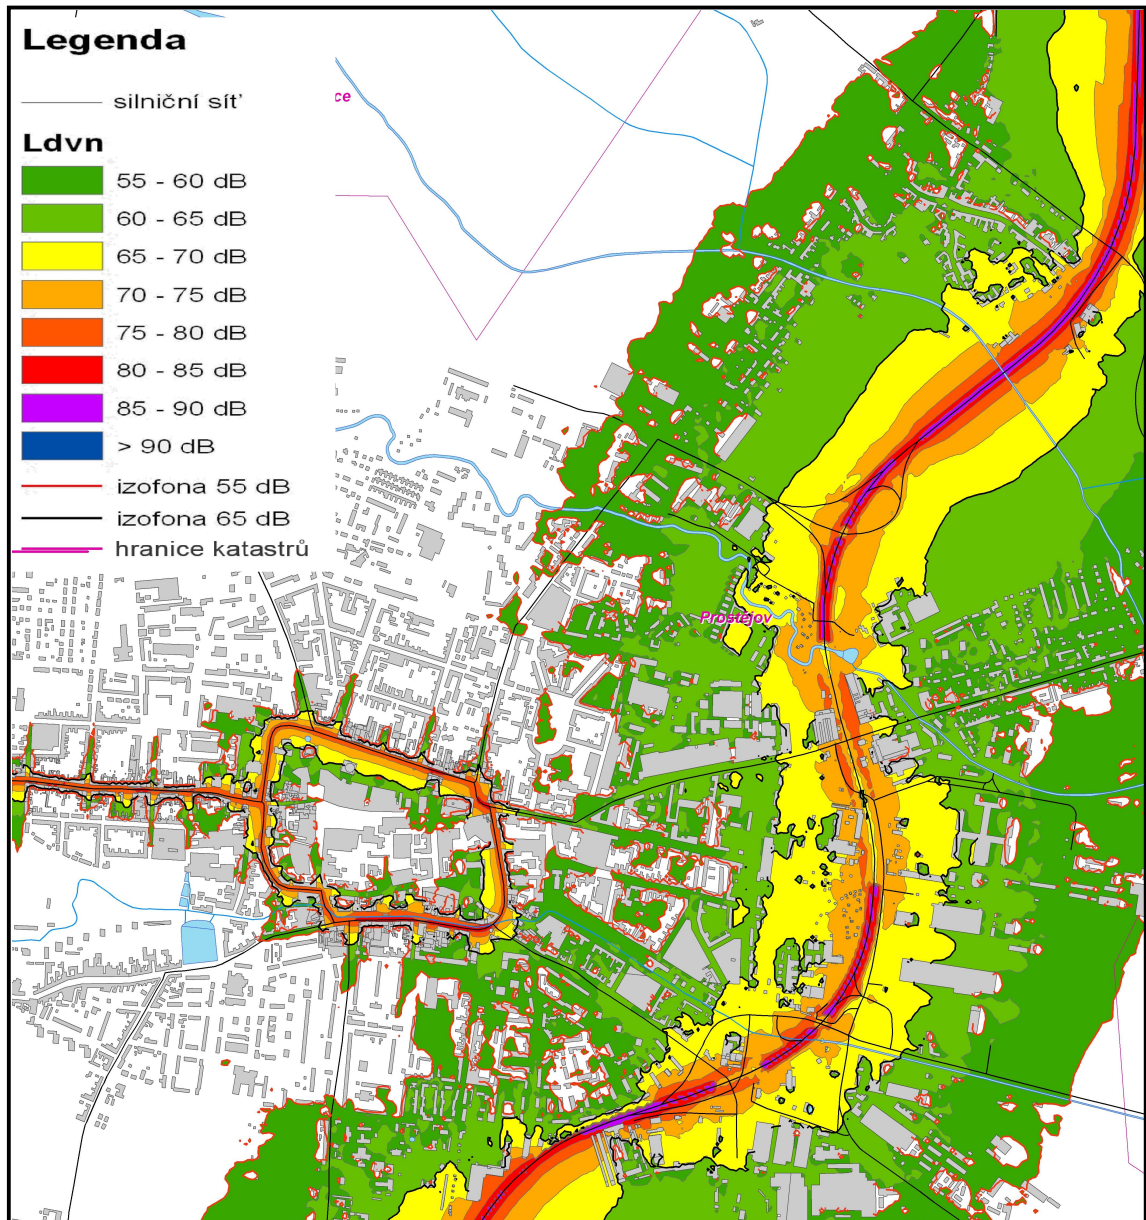 Legenda
silniční síť
Ldvn
55 - 60 dB
60 - 65 dB
65 - 70 dB
70 - 75 dB
75 - 80 dB
80 - 85 dB
85 - 90 dB
> 90 dB
izofona 55 dB
izofona 65 dB
hranice katastrů
ce
Prostějov